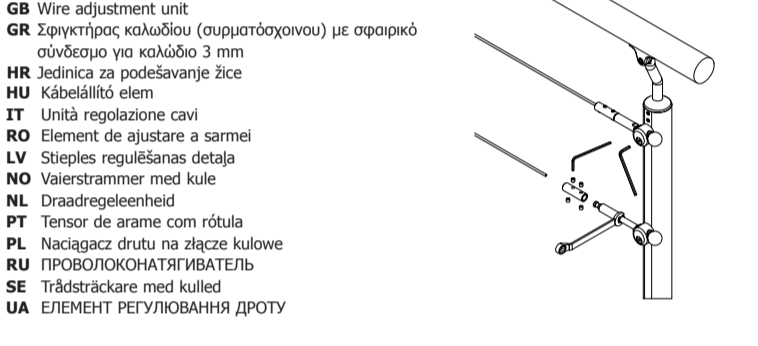 GB Wire adjustment unit
GR Σφιγκτήρας καλωδίου (συρματόσχοινου) με σφαιρικό
σύνδεσμο για καλώδιο 3 mm
HR Jedinica za podešavanje žice
HU Kábelállító elem
IT Unità regolazione cavi
RO Element de ajustare a sarmei
LV Stieples regulēšanas detaļa
NO Vaierstrammer med kule
NL Draadregeleenheid
PT Tensor de arame com rótula
PL Naciągacz drutu na złącze kulowe
RU ПРОВОЛОКОНАТЯГИВАТЕЛЬ
SE Trådsträckare med kulled
UA ЕЛЕМЕНТ РЕГУЛЮВАННЯ ДРОТУ